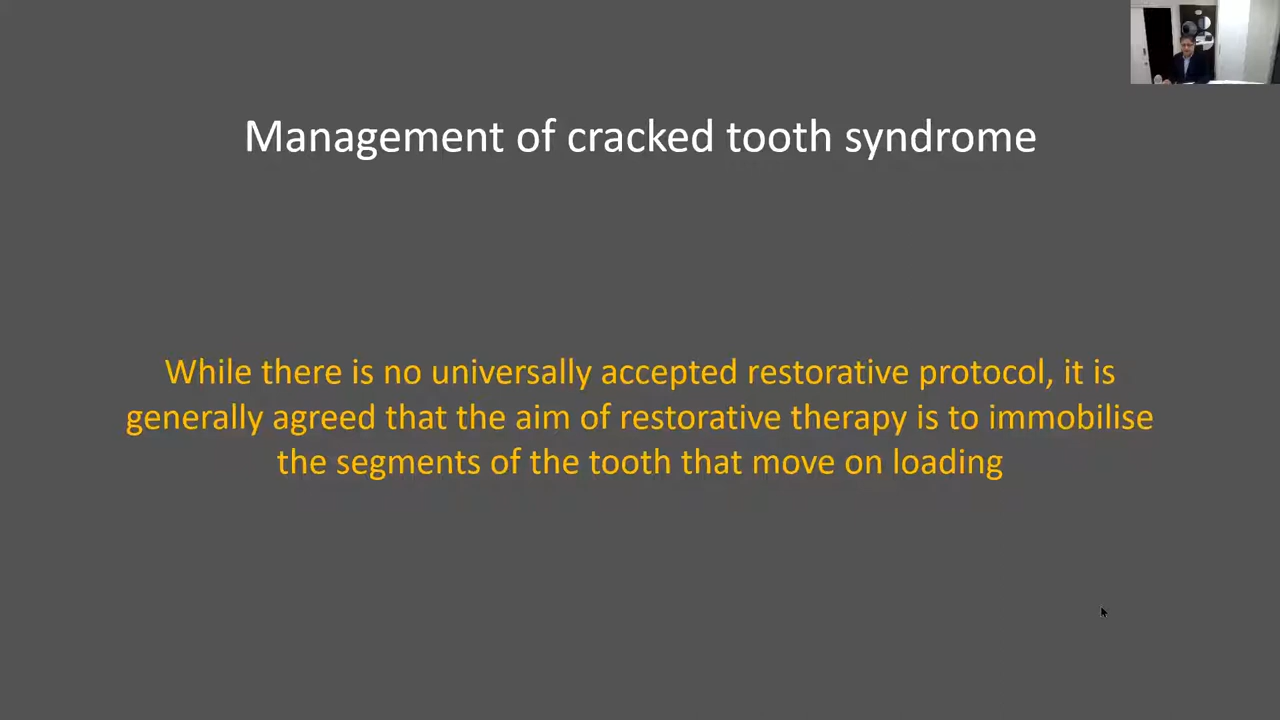 Management of cracked tooth syndrome
While there is no universally accepted restorative protocol, it is
generally agreed that the aim of restorative therapy is to immobilise
the segments of the tooth that move on loading